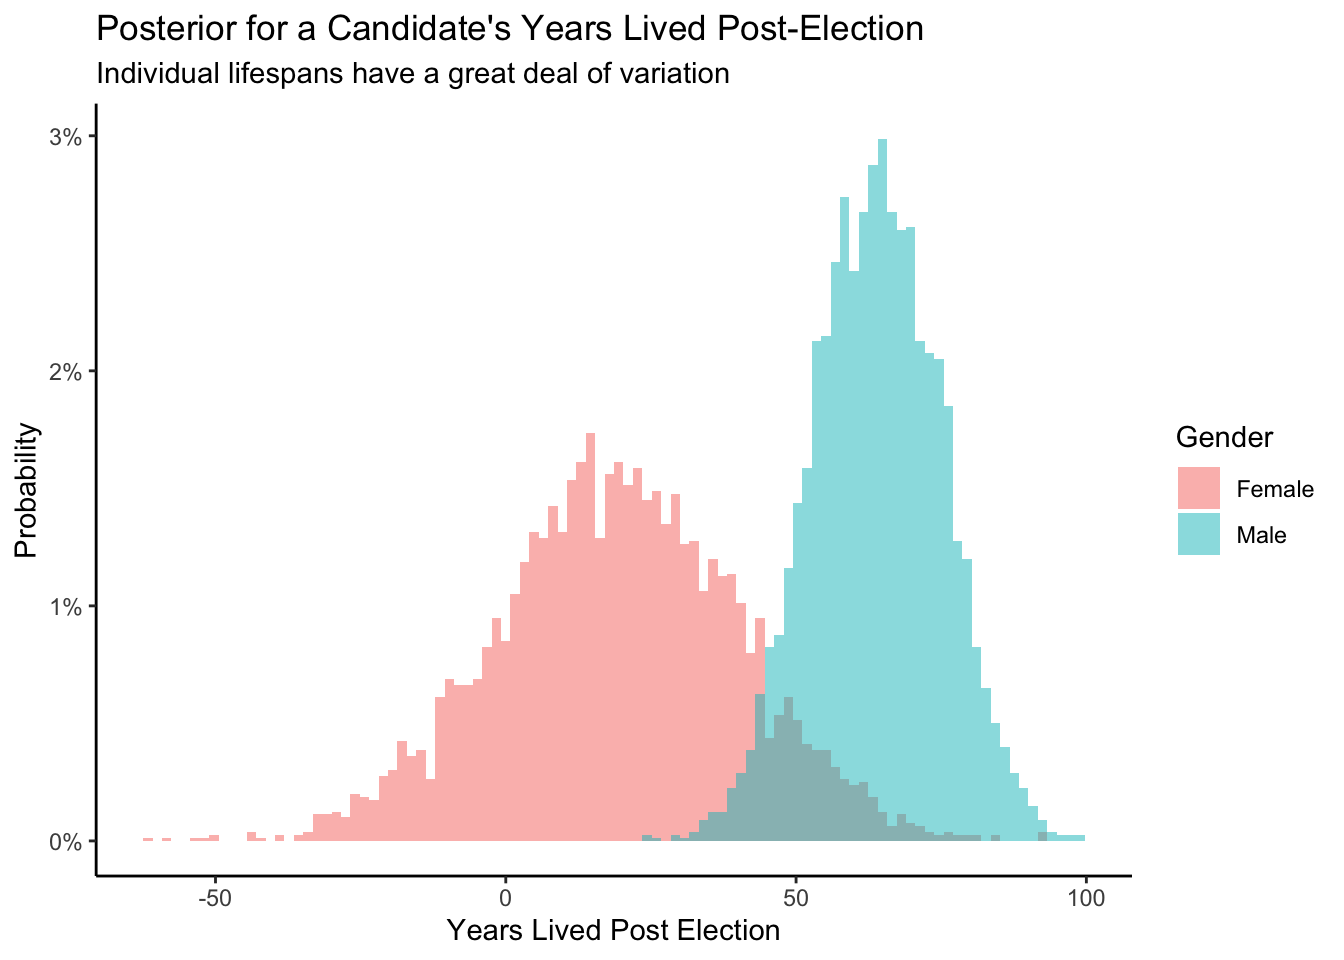 Posterior for a Candidate's Years Lived Post-Election
Individual lifespans have a great deal of variation
3%
2%
1%
0%
Probability
-50
0
50
100
Years Lived Post Election
Gender
Female
Male